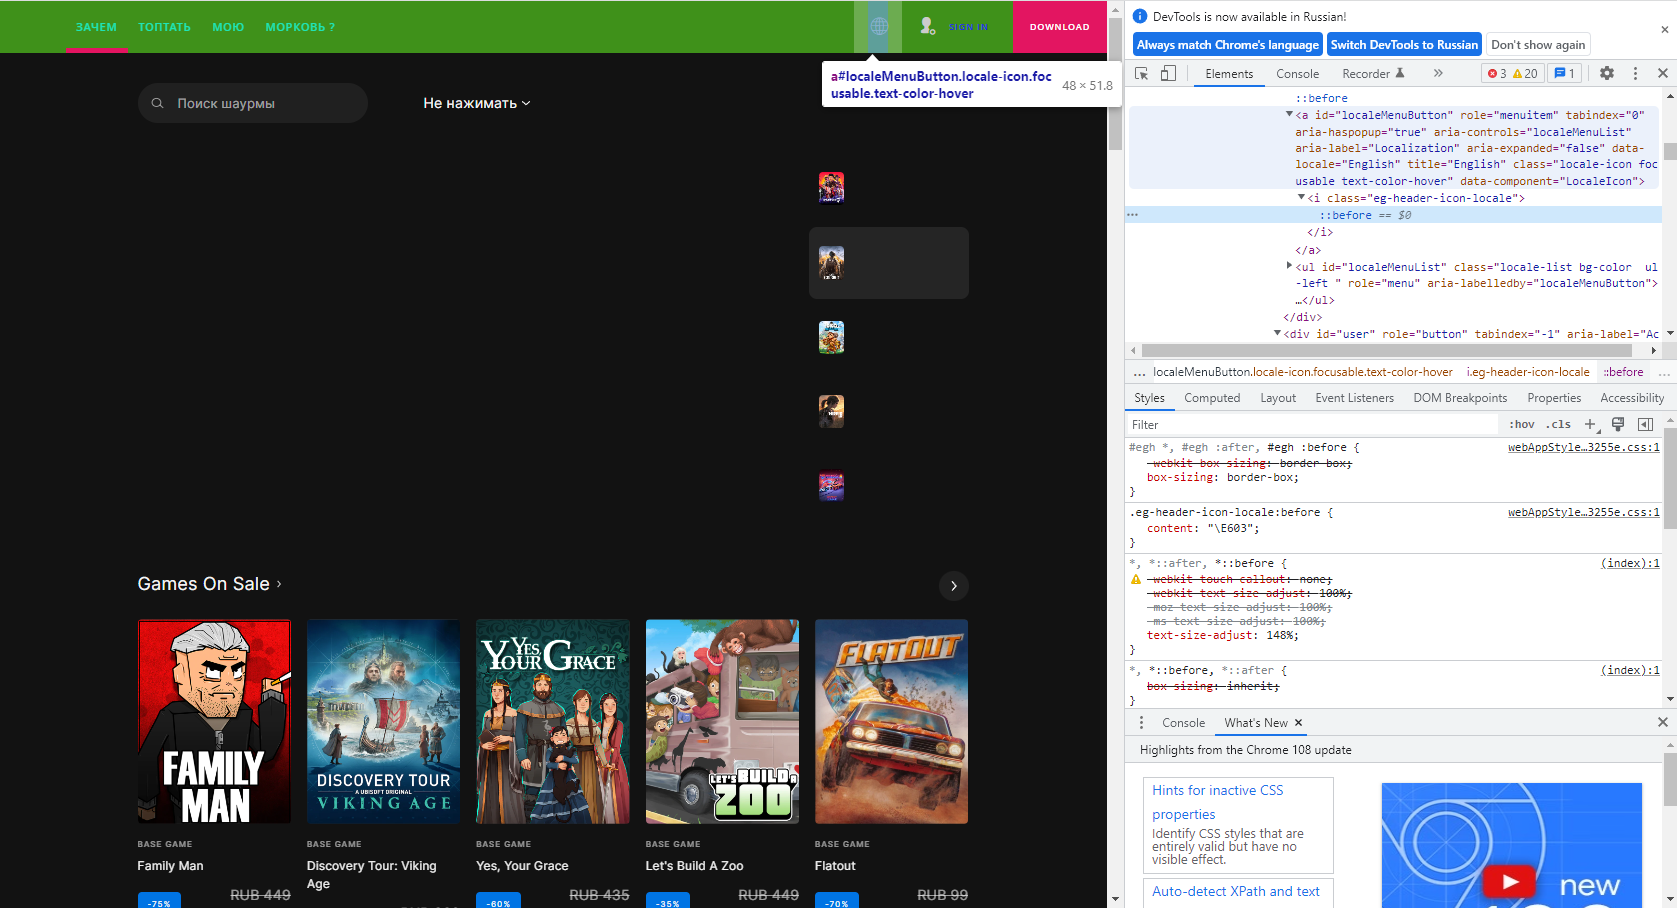 ЗАЧЕМ ТОПТАТЬ МОЮ МОРКОВЬ ?
SIGN IN
DOWNLOAD
a#localeMenuButton.locale-icon.foc
usable.text-color-hover
48 × 51.8
Поиск шаурмы
Не нажимать
Games On Sale
FAMILY
MAN
DISCOVERY TOUR
A UBISOFT ORIGINAL
VIKING AGE
YES,
YOUR GRACE
LET'S BUILD A
ZOO
FLATOUT
BASE GAME
Family Man
-75%
RUB 449
BASE GAME
Discovery Tour: Viking
Age
BASE GAME
Yes, Your Grace
-60%
RUB 435
BASE GAME
Let's Build A Zoo
-35%
RUB 449
BASE GAME
Flatout
-70%
RUB 99
DevTools is now available in Russian!
Always match Chrome's language
Switch DevTools to Russian
Don't show again
Elements Console Recorder » 3 20 1
::before
<a id="localeMenuButton" role="menuitem" tabindex="0"
aria-haspopup="true" aria-controls="localeMenuList"
aria-label="Localization" aria-expanded="false" data-
locale="English" title="English" class="locale-icon foc
usable text-color-hover" data-component="LocaleIcon">
<i class="eg-header-icon-locale">
... ::before == $0
</i>
</a>
<ul id="localeMenuList" class="locale-list bg-color  ul
-left " role="menu" aria-labelledby="localeMenuButton">
…</ul>
</div>
<div id="user" role="button" tabindex="-1" aria-label="Ac
... localeMenuButton.locale-icon.focusable.text-color-hover i.eg-header-icon-locale ::before ...
Styles Computed Layout Event Listeners DOM Breakpoints Properties Accessibility
Filter
:hov .cls +
#egh *, #egh :after, #egh :before {
webAppStyle…3255e.css:1
-webkit-box-sizing: border-box;
box-sizing: border-box;
}
.eg-header-icon-locale:before {
webAppStyle…3255e.css:1
content: "\E603";
}
*, *::after, *::before {
(index):1
-webkit-touch-callout: none;
-webkit-text-size-adjust: 100%;
-moz-text-size-adjust: 100%;
-ms-text-size-adjust: 100%;
text-size-adjust: 148%;
}
*, *::before, *::after {
(index):1
box-sizing: inherit;
}
Console What's New
Highlights from the Chrome 108 update
Hints for inactive CSS
properties
Identify CSS styles that are
entirely valid but have no
visible effect.
Auto-detect XPath and text
new